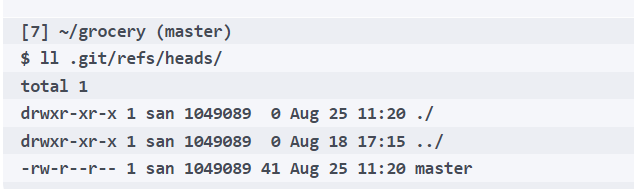 [7] ~/grocery (master)
$ ll .git/refs/heads/
total 1
drwxr-xr-x 1 san 1049089  0 Aug 25 11:20 ./
drwxr-xr-x 1 san 1049089  0 Aug 18 17:15 ../
-rw-r--r-- 1 san 1049089 41 Aug 25 11:20 master